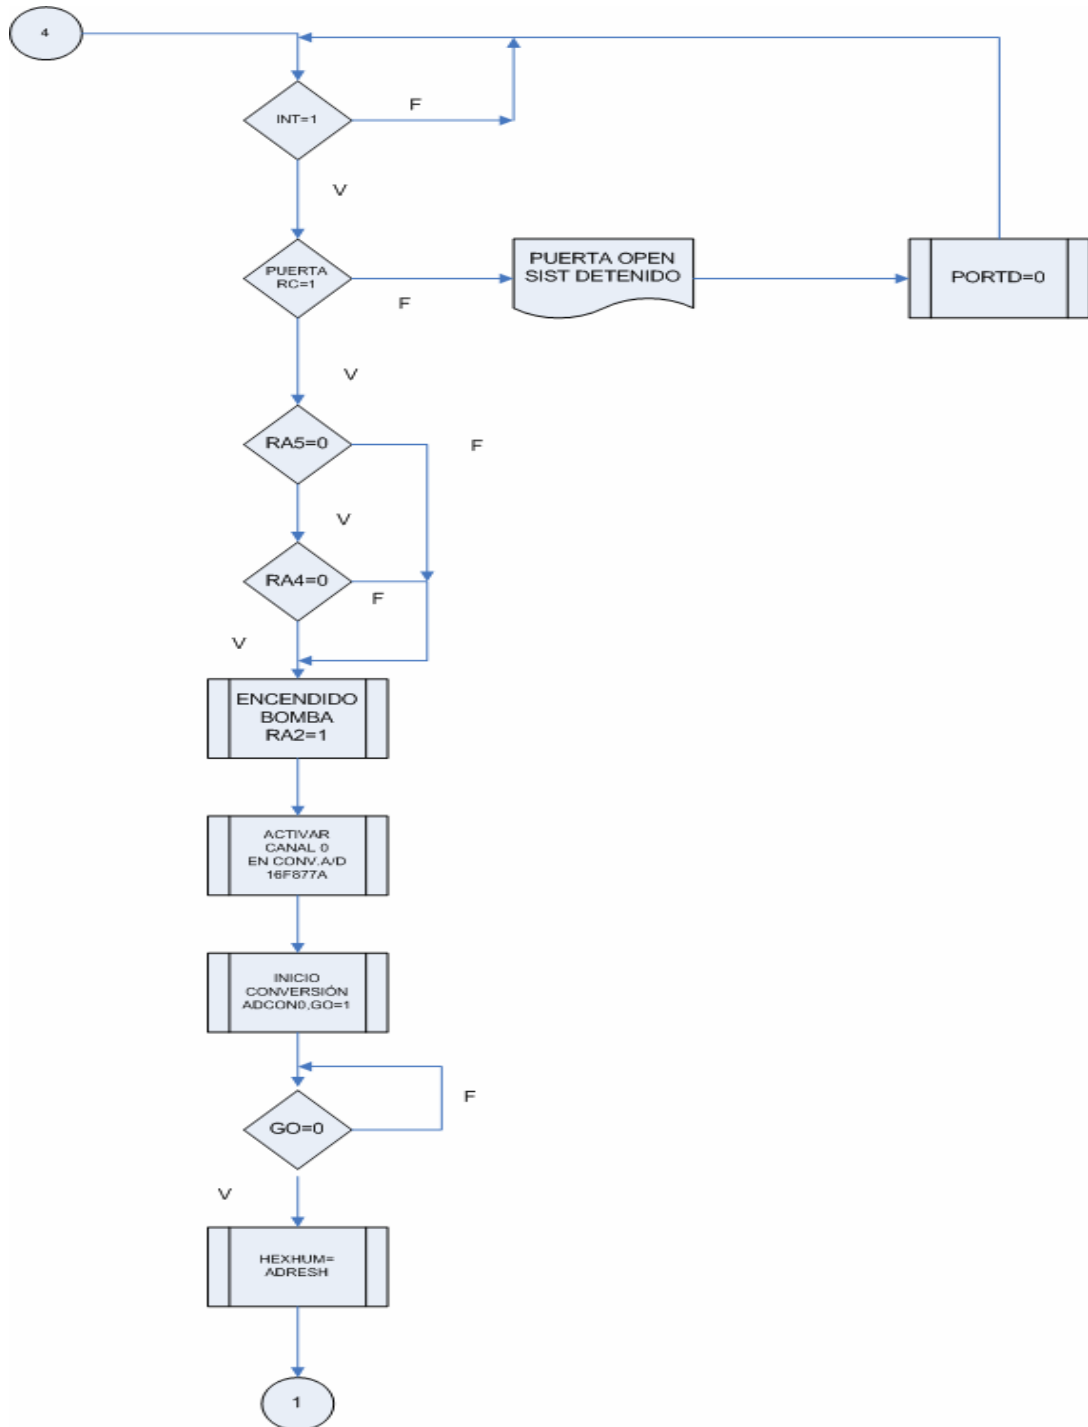 4
INT=1
F
V
PUERTA
RC=1
F
PUERTA OPEN
SIST DETENIDO
PORTD=0
V
RA5=0
F
V
RA4=0
F
V
ENCENDIDO
BOMBA
RA2=1
ACTIVAR
CANAL 0
EN CONV.A/D
16F877A
INICIO
CONVERSIÓN
ADCON0,GO=1
GO=0
F
V
HEXHUM=
ADRESH
1